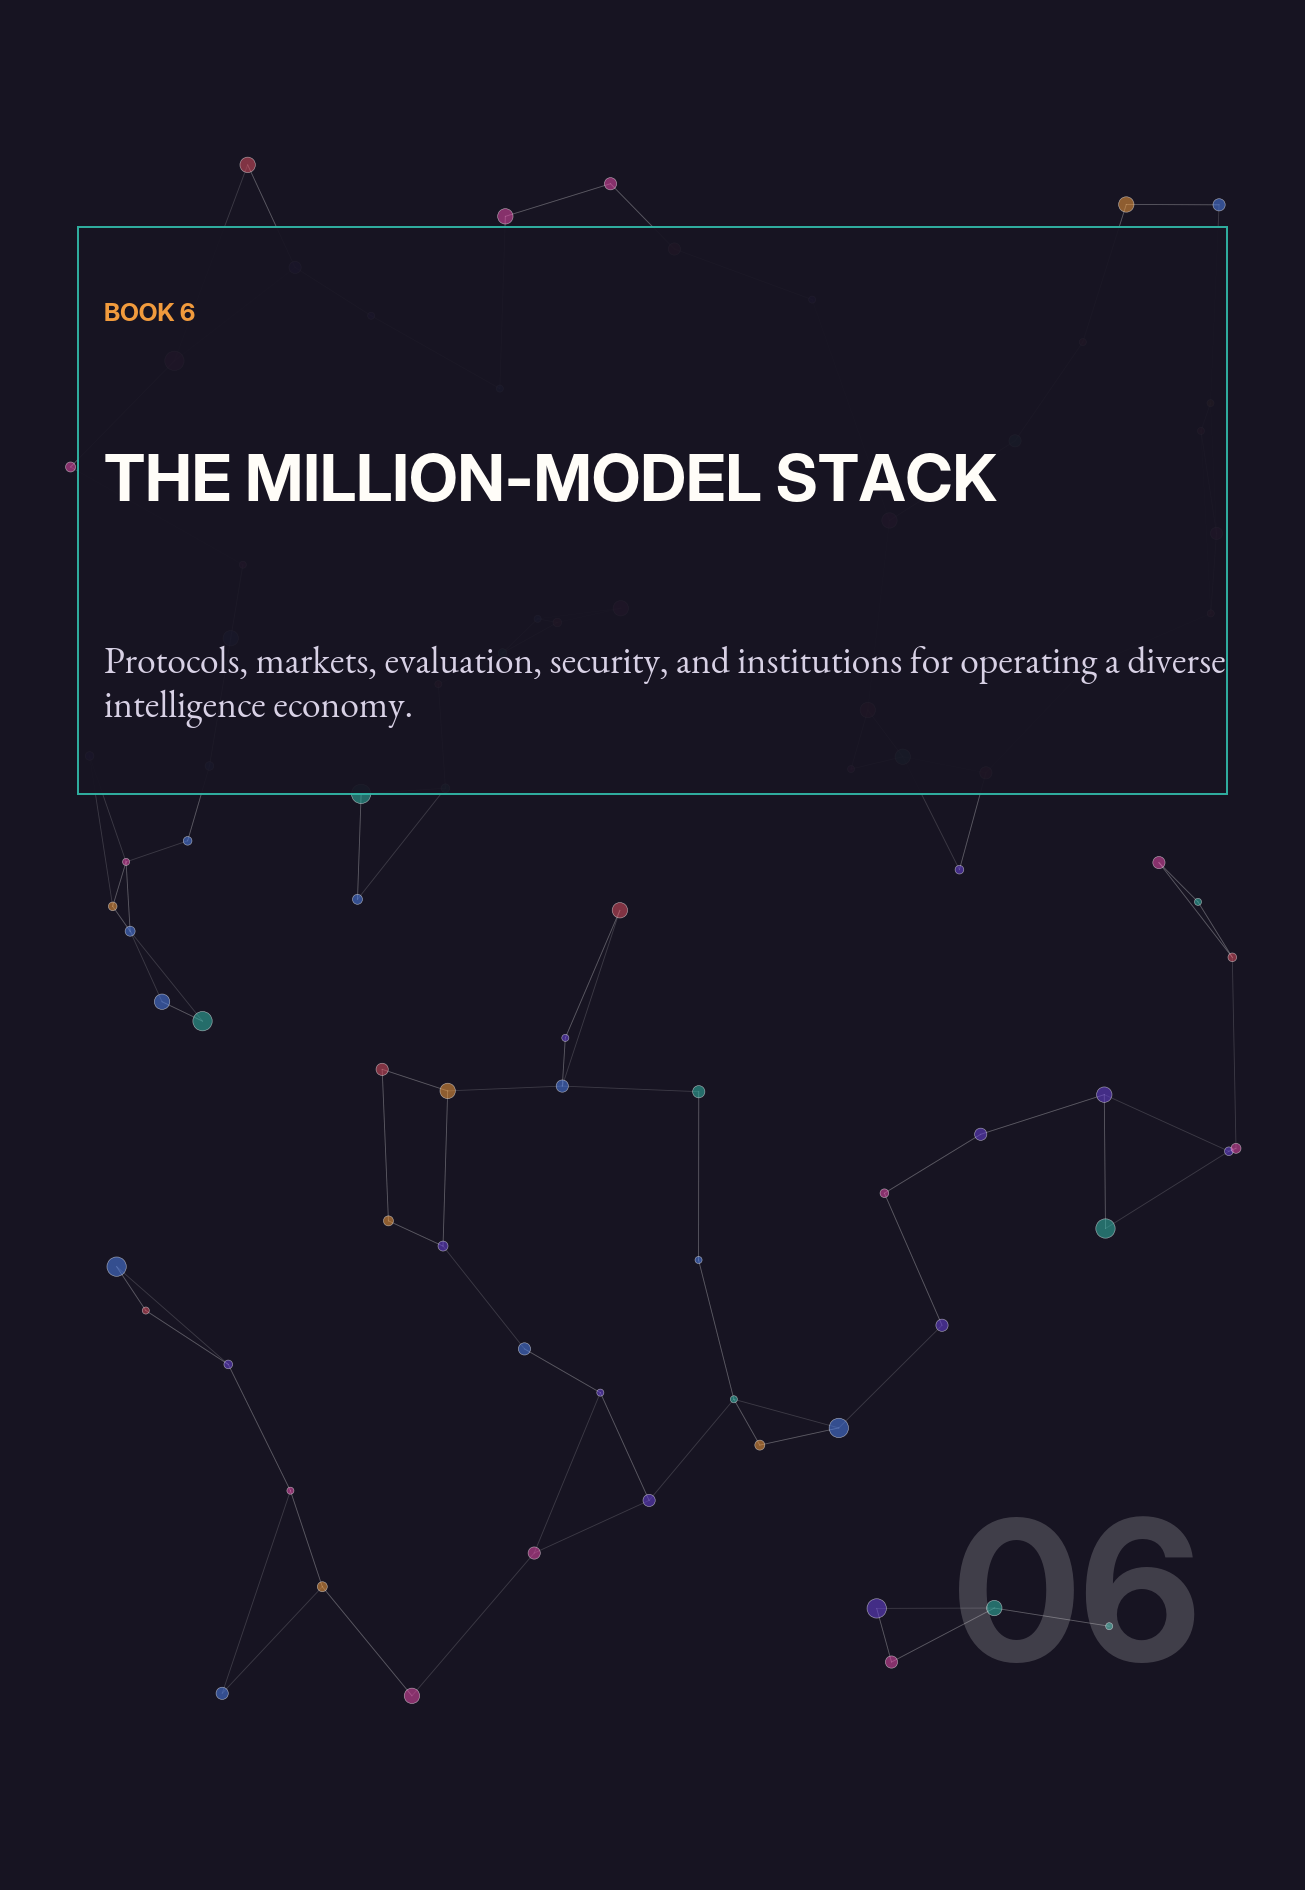 BOOK 6
THE MILLION-MODEL STACK
Protocols, markets, evaluation, security, and institutions for operating a diverse
intelligence economy.
06